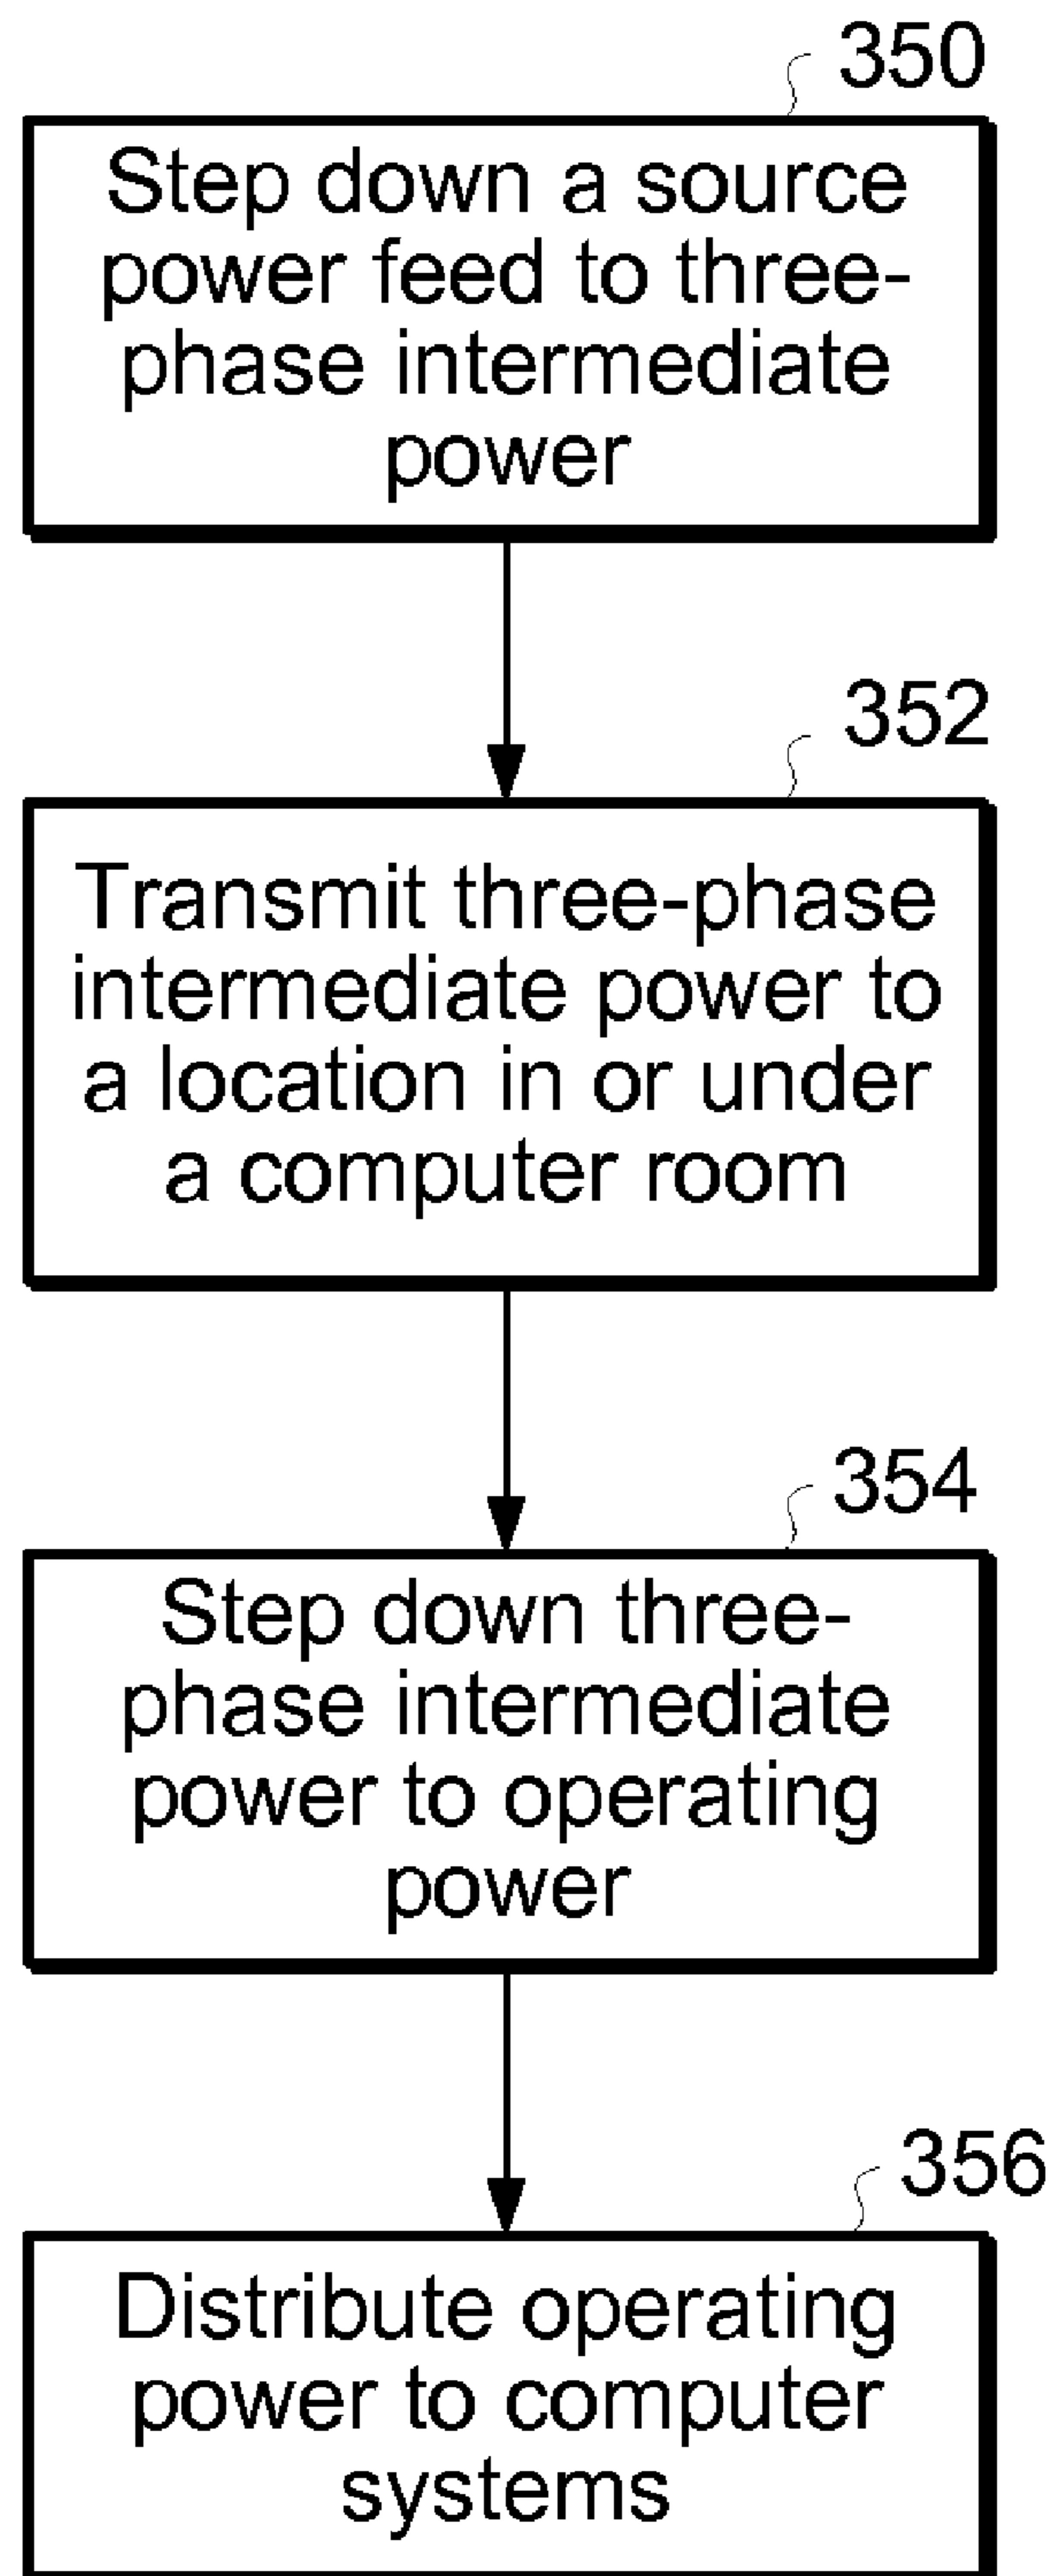 350
Step down a source
power feed to three-
phase intermediate
power
352
Transmit three-phase
intermediate power to
a location in or under
a computer room
354
Step down three-
phase intermediate
power to operating
power
356
Distribute operating
power to computer
systems